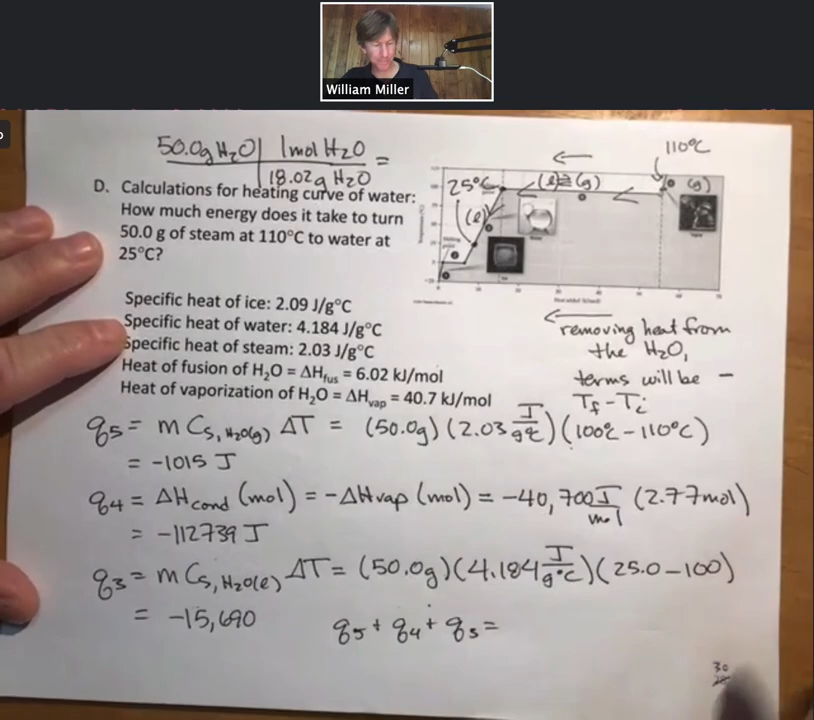 William Miller
50.0g H2O | 1 mol H2O =
18.02g H2O
D. Calculations for heating curve of water:
How much energy does it take to turn
50.0 g of steam at 110°C to water at
25°C?
110°C
25°C
(l) ⇌ (g)
(g)
(l)
Specific heat of ice: 2.09 J/g°C
Specific heat of water: 4.184 J/g°C
Specific heat of steam: 2.03 J/g°C
Heat of fusion of H2O = ΔHfus = 6.02 kJ/mol
Heat of vaporization of H2O = ΔHvap = 40.7 kJ/mol
removing heat from
the H2O,
terms will be −
Tf − Ti
q5 = m Cs, H2O(g) ΔT = (50.0g) (2.03 J/g°C) (100°C − 110°C)
= −1015 J
q4 = ΔHcond (mol) = −ΔHvap (mol) = −40,700 J/mol (2.77 mol)
= −112739 J
q3 = m Cs, H2O(l) ΔT = (50.0g)(4.184 J/g°C)(25.0 − 100)
= −15,690
q5 + q4 + q3 =
30